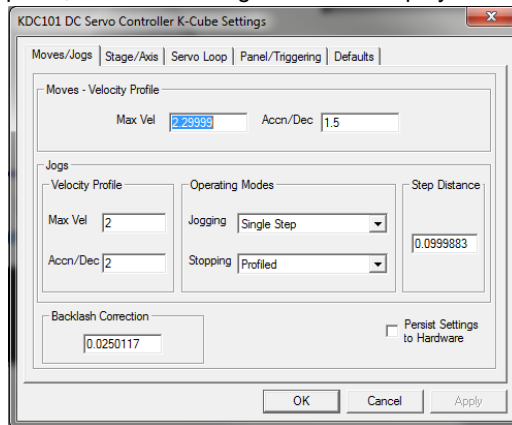 KDC101 DC Servo Controller K-Cube Settings
Moves/Jogs Stage/Axis Servo Loop Panel/Triggering Defaults
Moves - Velocity Profile
Max Vel 2.29999 Accn/Dec 1.5
Jogs
Velocity Profile Operating Modes Step Distance
Max Vel 2 Jogging Single Step
0.0999883
Accn/Dec 2 Stopping Profiled
Backlash Correction
0.0250117
Persist Settings
to Hardware
OK Cancel Apply